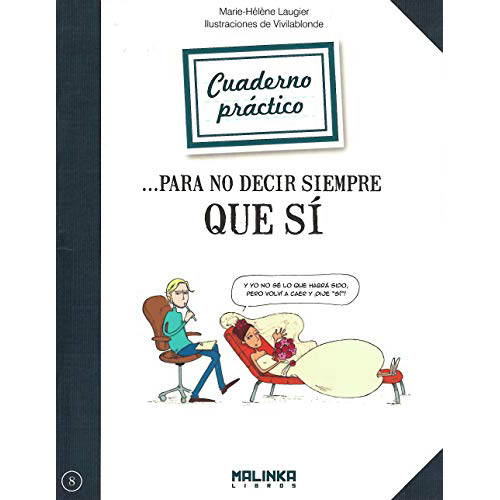 Marie-Hélène Laugier
Ilustraciones de Vivilablonde
Cuaderno
práctico
...PARA NO DECIR SIEMPRE
QUE SÍ
Y YO NO SÉ LO QUE HABRÁ SIDO,
PERO VOLVÍ A CAER Y ¡DIJE "SÍ"!
8
MALINKA
LIBROS